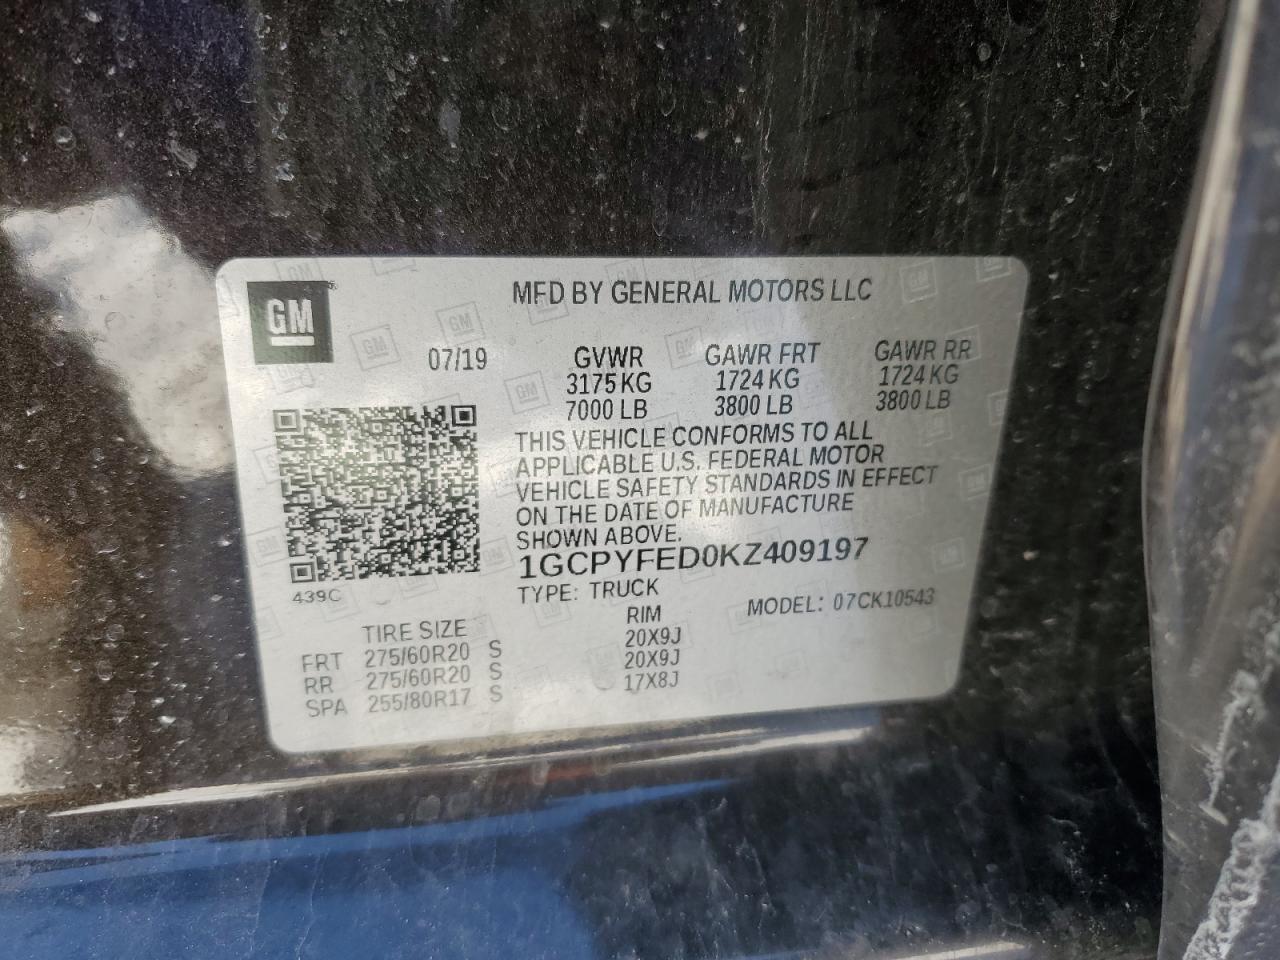 GM
MFD BY GENERAL MOTORS LLC
07/19
GVWR GAWR FRT GAWR RR
3175 KG 1724 KG 1724 KG
7000 LB 3800 LB 3800 LB
THIS VEHICLE CONFORMS TO ALL
APPLICABLE U.S. FEDERAL MOTOR
VEHICLE SAFETY STANDARDS IN EFFECT
ON THE DATE OF MANUFACTURE
SHOWN ABOVE.
1GCPYFED0KZ409197
439C
TYPE: TRUCK
MODEL: 07CK10543
TIRE SIZE RIM
FRT 275/60R20 S 20X9J
RR 275/60R20 S 20X9J
SPA 255/80R17 S 17X8J